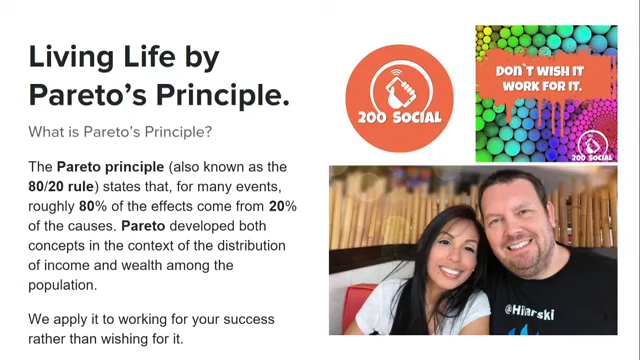 Living Life by
Pareto's Principle.
What is Pareto's Principle?
The Pareto principle (also known as the
80/20 rule) states that, for many events,
roughly 80% of the effects come from 20%
of the causes. Pareto developed both
concepts in the context of the distribution
of income and wealth among the
population.
We apply it to working for your success
rather than wishing for it.
200 SOCIAL
DON`T WISH IT
WORK FOR IT.
200 SOCIAL